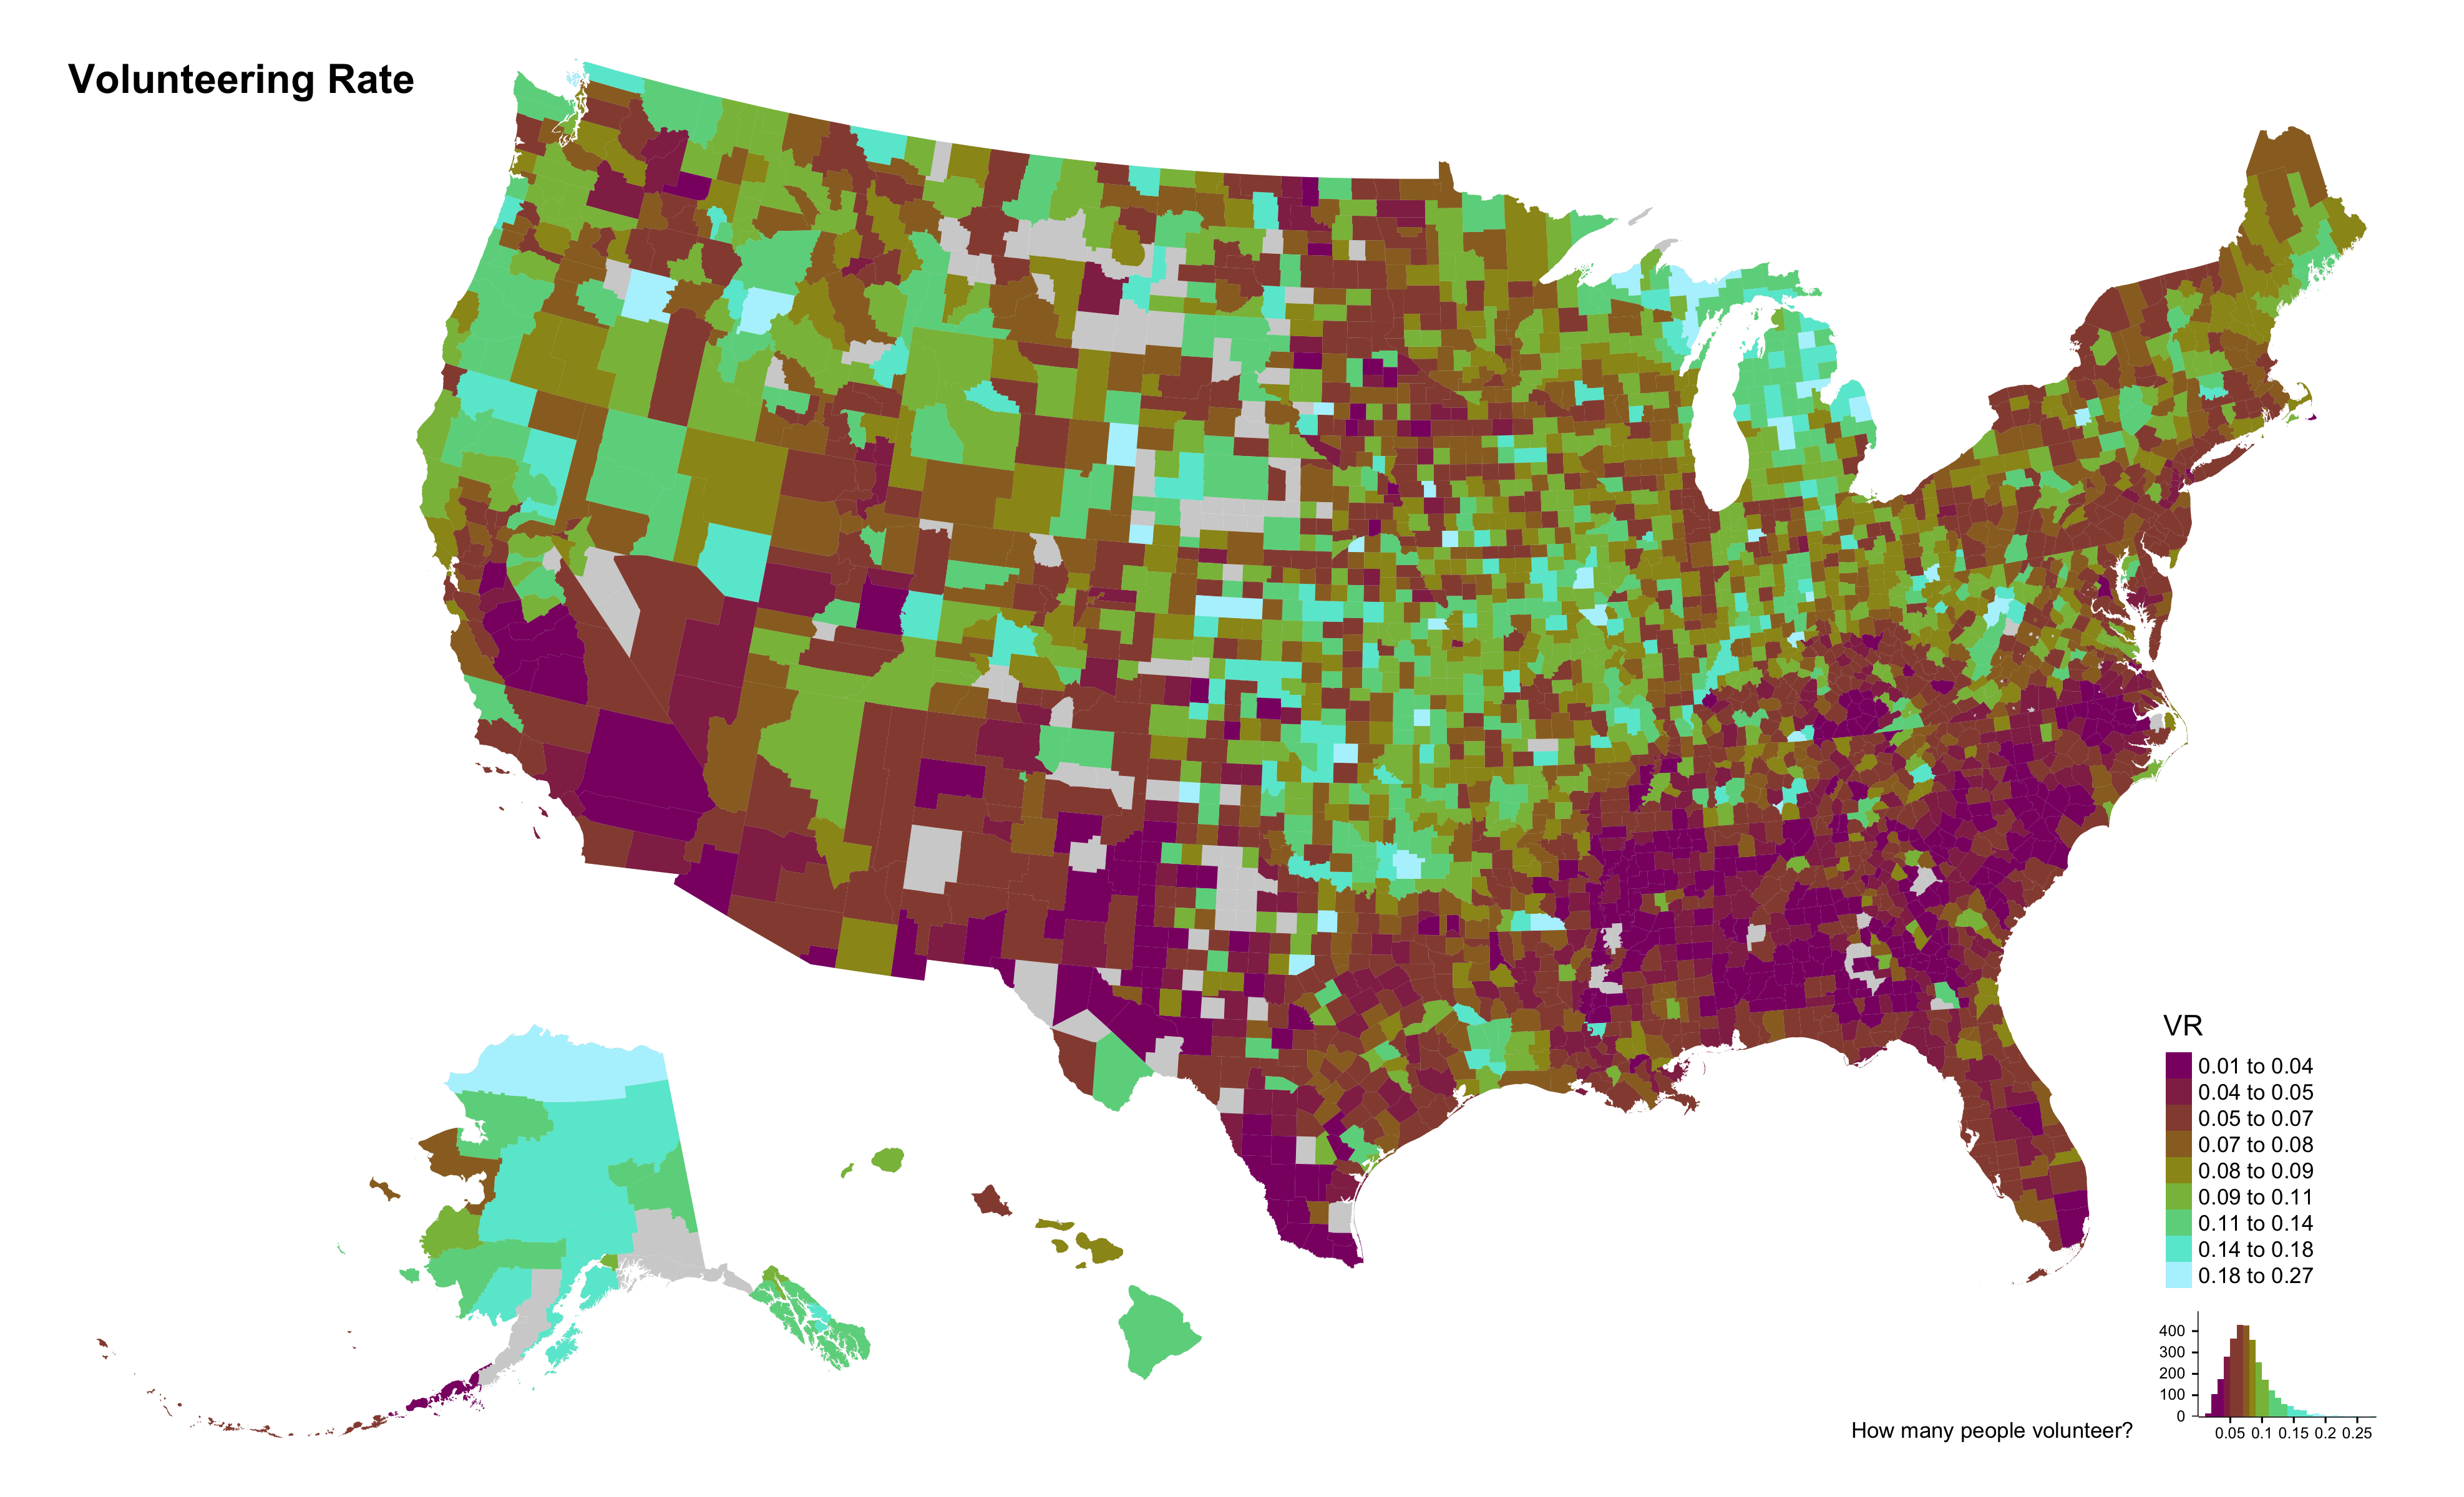 Volunteering Rate
VR
0.01 to 0.04
0.04 to 0.05
0.05 to 0.07
0.07 to 0.08
0.08 to 0.09
0.09 to 0.11
0.11 to 0.14
0.14 to 0.18
0.18 to 0.27
400
300
200
100
0
0.05 0.1 0.15 0.2 0.25
How many people volunteer?